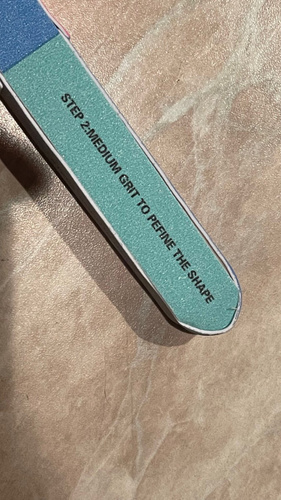 STEP 2:MEDIUM GRIT TO PEFINE THE SHAPE